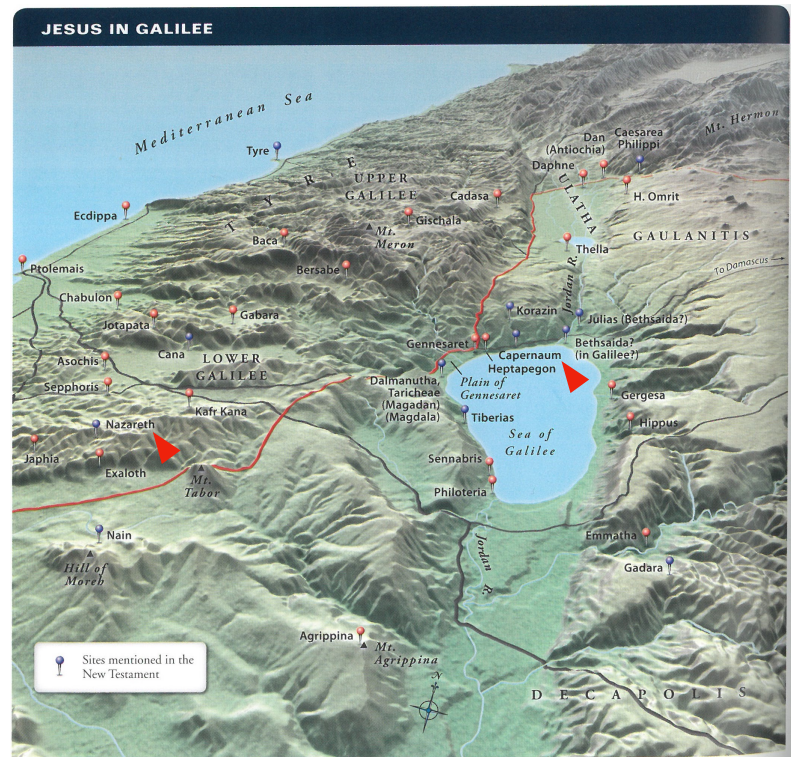 JESUS IN GALILEE
Mediterranean Sea
Mt. Hermon
Dan
(Antiochia)
Caesarea
Philippi
Tyre
Daphne
TYRE
UPPER
GALILEE
Cadasa
ULATHA
H. Omrit
Ecdippa
Gischala
Baca
Mt.
Meron
GAULANITIS
Thella
Ptolemais
Bersabe
Jordan R.
To Damascus
Chabulon
Jotapata
Gabara
Korazin
Julias (Bethsaida?)
Cana
LOWER
GALILEE
Gennesaret
Bethsaida?
(in Galilee?)
Asochis
Capernaum
Heptapegon
Sepphoris
Dalmanutha,
Taricheae
(Magadan)
(Magdala)
Plain of
Gennesaret
Gergesa
Kafr Kana
Tiberias
Hippus
Nazareth
Sea of
Galilee
Japhia
Exaloth
Mt.
Tabor
Sennabris
Philoteria
Nain
Jordan R.
Emmatha
Hill of
Moreh
Gadara
Agrippina
Mt.
Agrippina
Sites mentioned in the
New Testament
N
DECAPOLIS